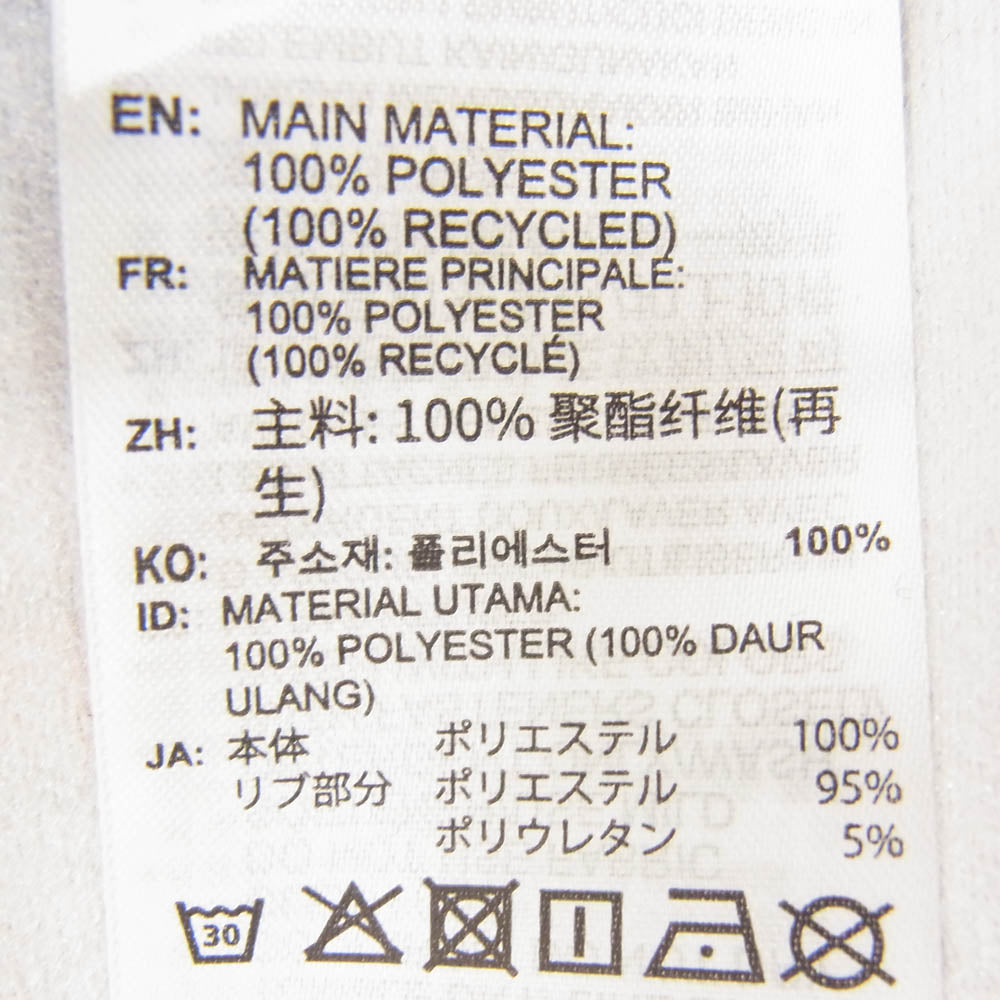 EN: MAIN MATERIAL:
100% POLYESTER
(100% RECYCLED)
FR: MATIERE PRINCIPALE:
100% POLYESTER
(100% RECYCLÉ)
ZH: 主料: 100% 聚酯纤维(再
生)
KO: 주소재: 폴리에스터 100%
ID: MATERIAL UTAMA:
100% POLYESTER (100% DAUR
ULANG)
JA: 本体 ポリエステル 100%
リブ部分 ポリエステル 95%
ポリウレタン 5%
30